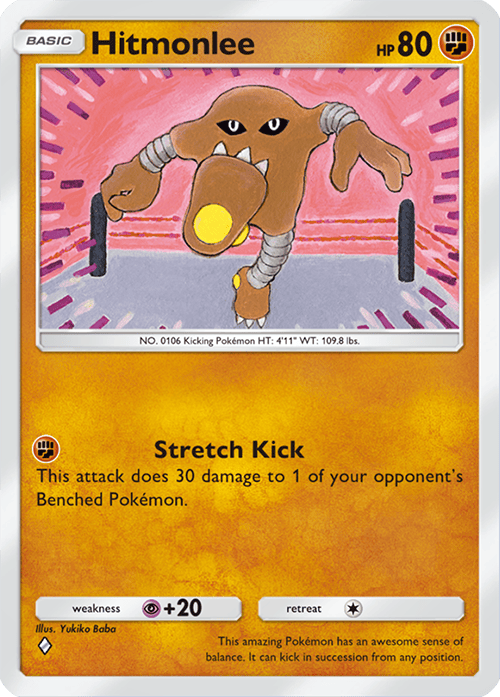 BASIC Hitmonlee HP 80
NO. 0106 Kicking Pokémon HT: 4'11" WT: 109.8 lbs.
Stretch Kick
This attack does 30 damage to 1 of your opponent's
Benched Pokémon.
weakness +20 retreat
Illus. Yukiko Baba
This amazing Pokémon has an awesome sense of
balance. It can kick in succession from any position.